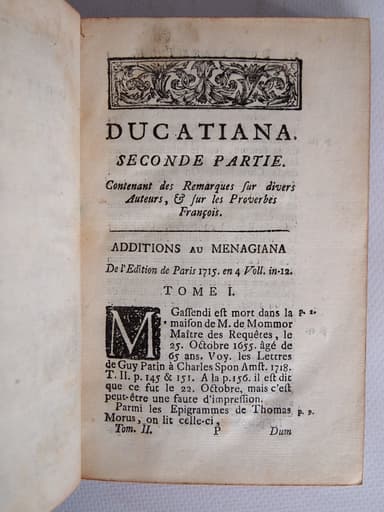 DUCATIANA.
SECONDE PARTIE.
Contenant des Remarques sur divers
Auteurs, & sur les Proverbes
François.
ADDITIONS AU MENAGIANA
De l'Edition de Paris 1715. en 4 Voll. in-12.
TOME I.
M Gassendi est mort dans la p. 2.
maison de M. de Mommor
Maître des Requêtes, le
25. Octobre 1655. âgé de
65 ans. Voy. les Lettres
de Guy Patin à Charles Spon Amst. 1718.
T. II. p. 145 & 151. A la p. 156. il est dit
que ce fut le 22. Octobre, mais c'est
peut-être une faute d'impression.
Parmi les Epigrammes de Thomas p. 9.
Morus, on lit celle-ci,
Tom. II. P Dum